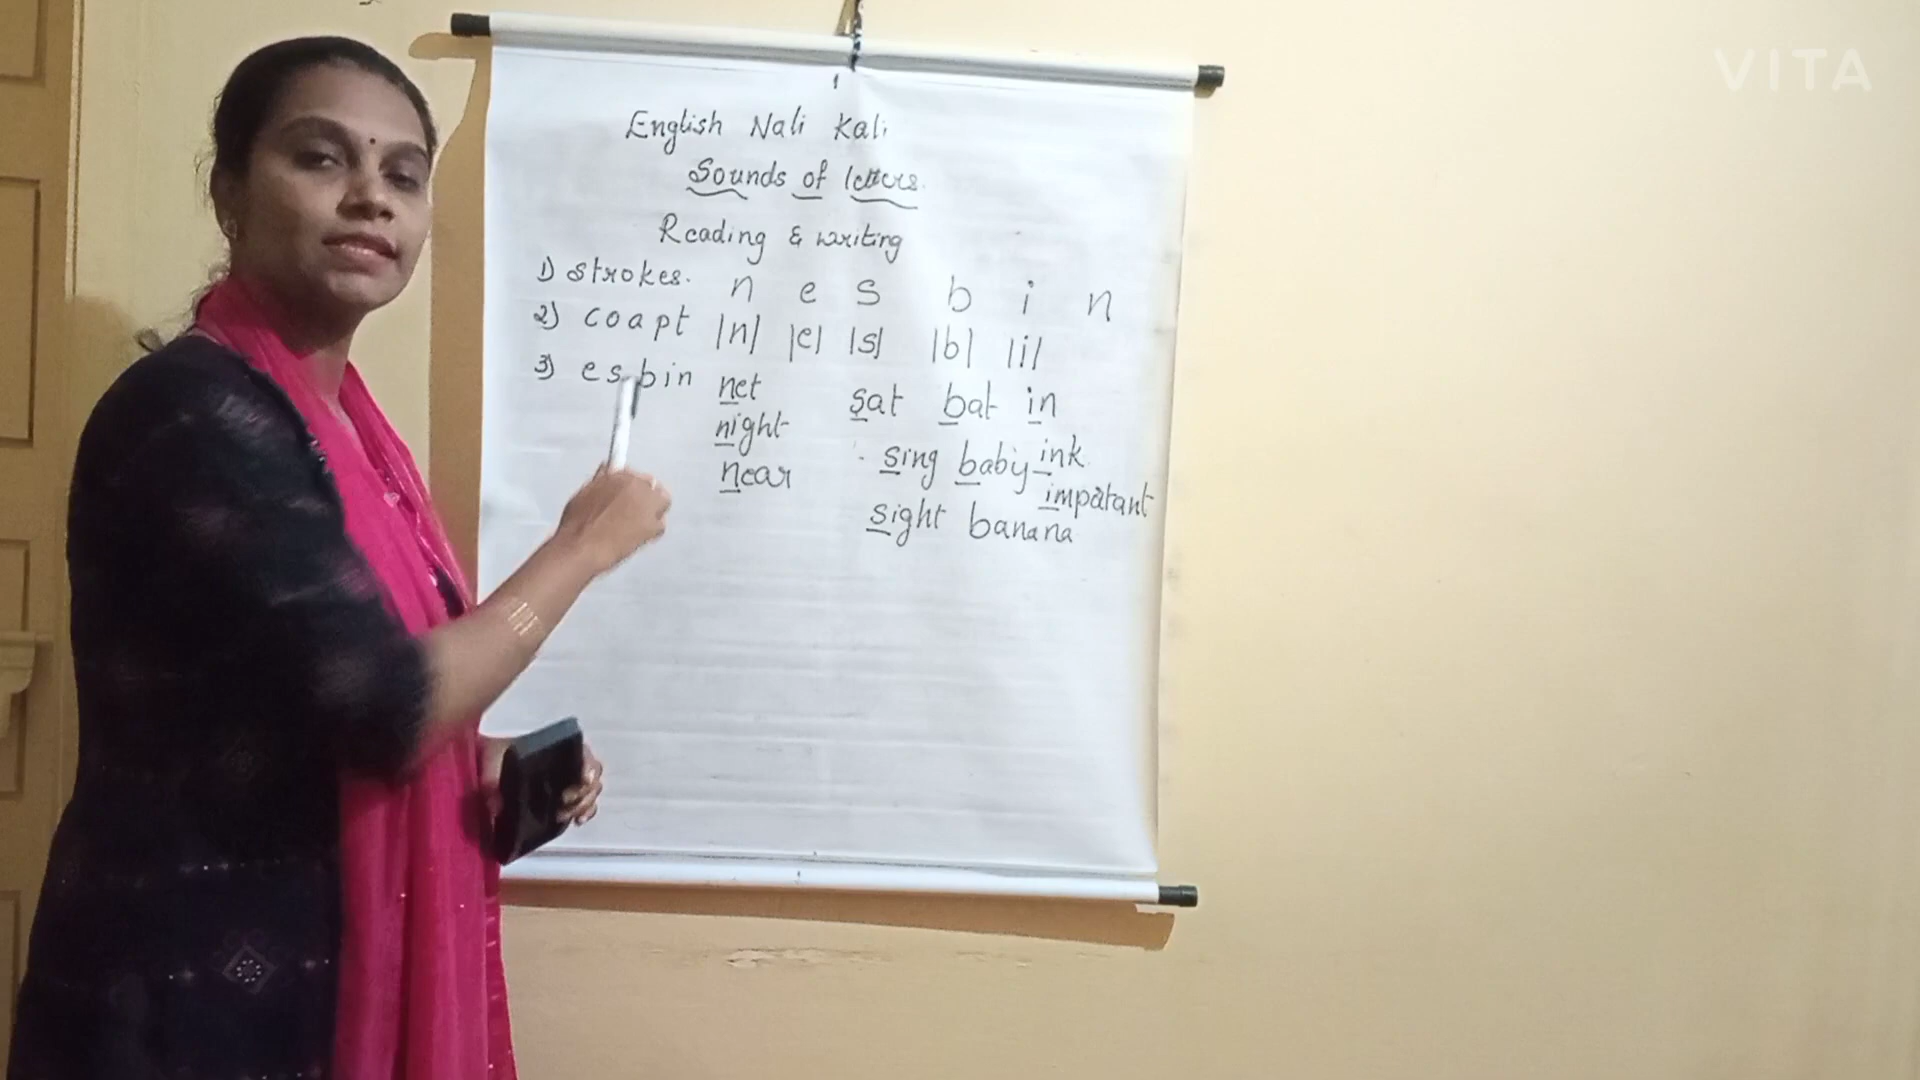 English Nali Kali
Sounds of letters.
Reading & writing
1) strokes. n e s b i n
2) coapt |n| |e| |s| |b| |i|
3) esbin net sat bat in
night sing baby ink
near impatant
sight banana
VITA